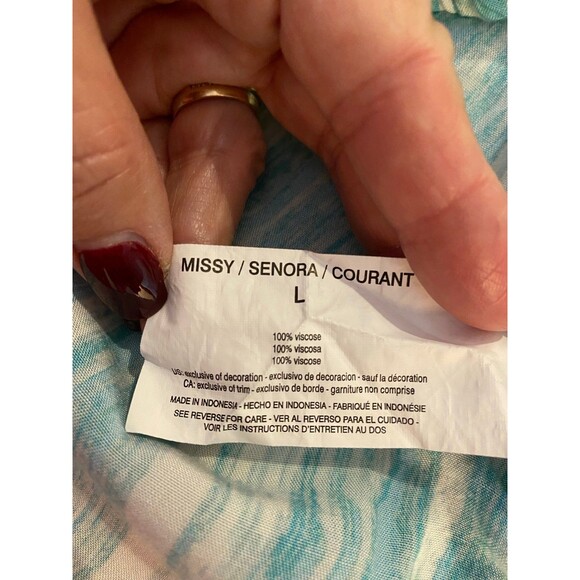 MISSY / SENORA / COURANT
L
100% viscose
100% viscosa
100% viscose
US: exclusive of decoration - exclusivo de decoracion - sauf la décoration
CA: exclusive of trim - exclusivo de borde - garniture non comprise
MADE IN INDONESIA - HECHO EN INDONESIA - FABRIQUÉ EN INDONÉSIE
SEE REVERSE FOR CARE - VER AL REVERSO PARA EL CUIDADO -
VOIR LES INSTRUCTIONS D'ENTRETIEN AU DOS